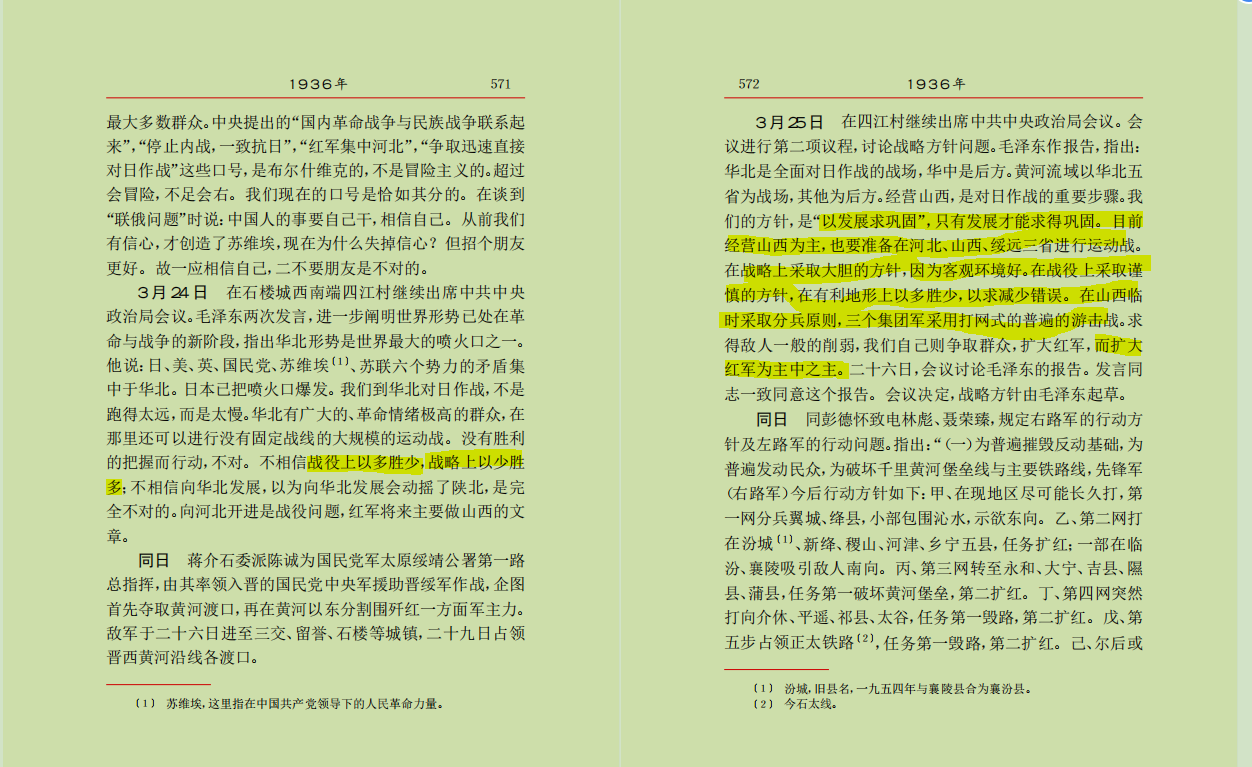 1936年 571
最大多数群众。中央提出的“国内革命战争与民族战争联系起
来”，“停止内战，一致抗日”，“红军集中河北”，“争取迅速直接
对日作战”这些口号，是布尔什维克的，不是冒险主义的。超过
会冒险，不足会右。我们现在的口号是恰如其分的。在谈到
“联俄问题”时说：中国人的事要自己干，相信自己。从前我们
有信心，才创造了苏维埃，现在为什么失掉信心？但招个朋友
更好。故一应相信自己，二不要朋友是不对的。
3月24日 在石楼城西南端四江村继续出席中共中央
政治局会议。毛泽东两次发言，进一步阐明世界形势已处在革
命与战争的新阶段，指出华北形势是世界最大的喷火口之一。
他说：日、美、英、国民党、苏维埃〔1〕、苏联六个势力的矛盾集
中于华北。日本已把喷火口爆发。我们到华北对日作战，不是
跑得太远，而是太慢。华北有广大的、革命情绪极高的群众，在
那里还可以进行没有固定战线的大规模的运动战。没有胜利
的把握而行动，不对。不相信战役上以多胜少，战略上以少胜
多；不相信向华北发展，以为向华北发展会动摇了陕北，是完
全不对的。向河北开进是战役问题，红军将来主要做山西的文
章。
同日 蒋介石委派陈诚为国民党军太原绥靖公署第一路
总指挥，由其率领入晋的国民党中央军援助晋绥军作战，企图
首先夺取黄河渡口，再在黄河以东分割围歼红一方面军主力。
敌军于二十六日进至三交、留誉、石楼等城镇，二十九日占领
晋西黄河沿线各渡口。
〔1〕 苏维埃，这里指在中国共产党领导下的人民革命力量。
572 1936年
3月25日 在四江村继续出席中共中央政治局会议。会
议进行第二项议程，讨论战略方针问题。毛泽东作报告，指出：
华北是全面对日作战的战场，华中是后方。黄河流域以华北五
省为战场，其他为后方。经营山西，是对日作战的重要步骤。我
们的方针，是“以发展求巩固”，只有发展才能求得巩固。目前
经营山西为主，也要准备在河北、山西、绥远三省进行运动战。
在战略上采取大胆的方针，因为客观环境好。在战役上采取谨
慎的方针，在有利地形上以多胜少，以求减少错误。在山西临
时采取分兵原则，三个集团军采用打网式的普遍的游击战。求
得敌人一般的削弱，我们自己则争取群众，扩大红军，而扩大
红军为主中之主。二十六日，会议讨论毛泽东的报告。发言同
志一致同意这个报告。会议决定，战略方针由毛泽东起草。
同日 同彭德怀致电林彪、聂荣臻，规定右路军的行动方
针及左路军的行动问题。指出：“（一）为普遍摧毁反动基础，为
普遍发动民众，为破坏千里黄河堡垒线与主要铁路线，先锋军
（右路军）今后行动方针如下：甲、在现地区尽可能长久打，第
一网分兵翼城、绛县，小部包围沁水，示欲东向。乙、第二网打
在汾城〔1〕、新绛、稷山、河津、乡宁五县，任务扩红；一部在临
汾、襄陵吸引敌人南向。丙、第三网转至永和、大宁、吉县、隰
县、蒲县，任务第一破坏黄河堡垒，第二扩红。丁、第四网突然
打向介休、平遥、祁县、太谷，任务第一毁路，第二扩红。戊、第
五步占领正太铁路〔2〕，任务第一毁路，第二扩红。己、尔后或
〔1〕 汾城，旧县名，一九五四年与襄陵县合为襄汾县。
〔2〕 今石太线。